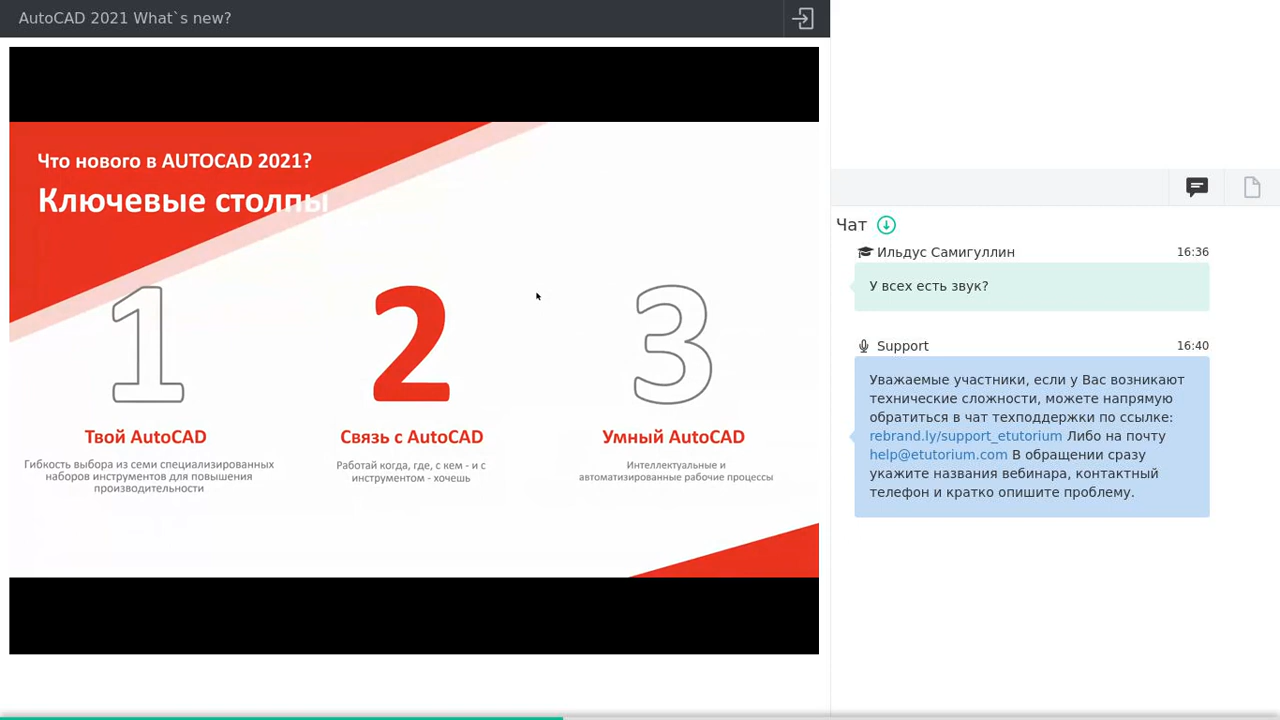 AutoCAD 2021 What`s new?
Что нового в AUTOCAD 2021?
Ключевые столпы
1
2
3
Твой AutoCAD
Гибкость выбора из семи специализированных
наборов инструментов для повышения
производительности
Связь с AutoCAD
Работай когда, где, с кем - и с
инструментом - хочешь
Умный AutoCAD
Интеллектуальные и
автоматизированные рабочие процессы
Чат
Ильдус Самигуллин 16:36
У всех есть звук?
Support 16:40
Уважаемые участники, если у Вас возникают
технические сложности, можете напрямую
обратиться в чат техподдержки по ссылке:
rebrand.ly/support_etutorium Либо на почту
help@etutorium.com В обращении сразу
укажите названия вебинара, контактный
телефон и кратко опишите проблему.